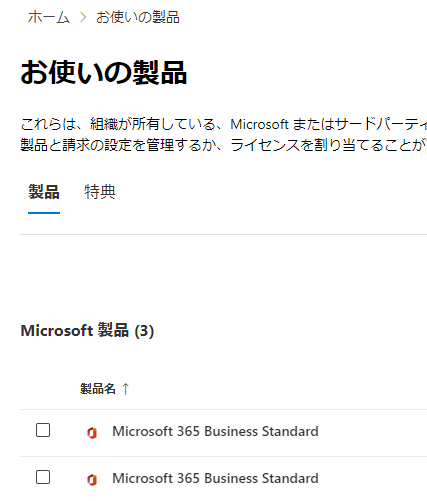 ホーム > お使いの製品
お使いの製品
これらは、組織が所有している、Microsoft またはサードパーティ
製品と請求の設定を管理するか、ライセンスを割り当てることが
製品 特典
Microsoft 製品 (3)
製品名 ↑
Microsoft 365 Business Standard
Microsoft 365 Business Standard